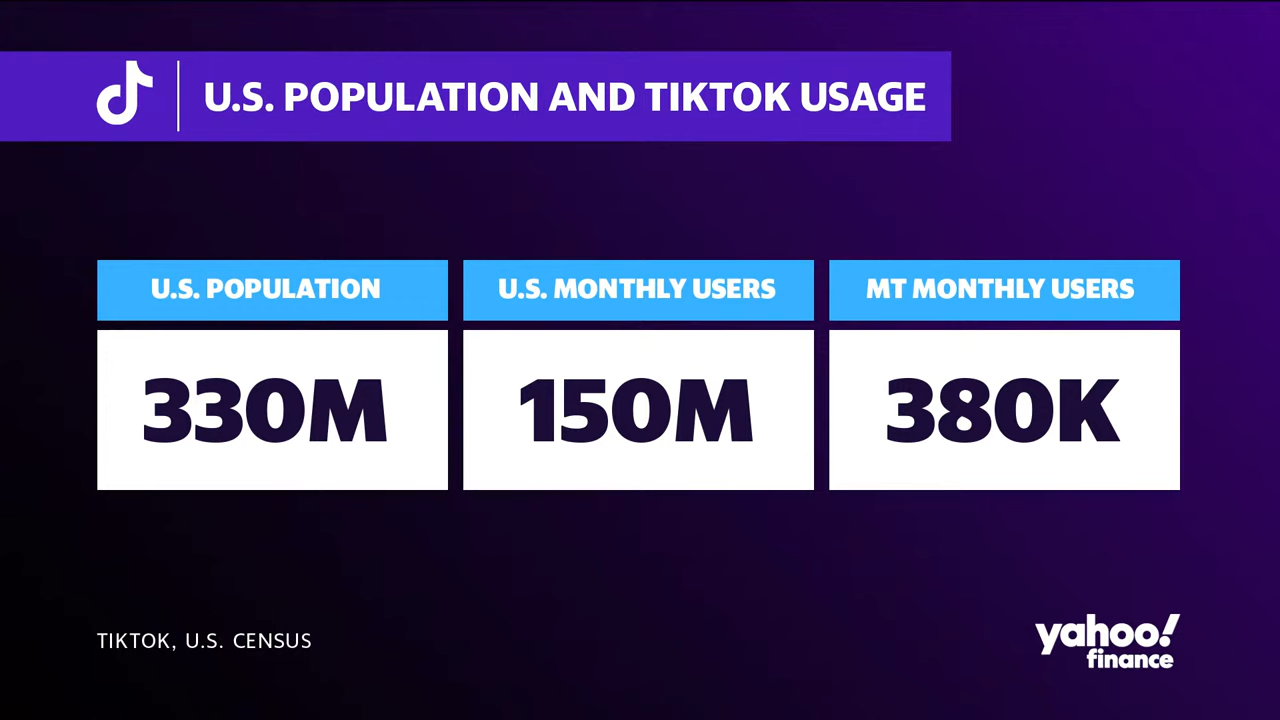 U.S. POPULATION AND TIKTOK USAGE
U.S. POPULATION
330M
U.S. MONTHLY USERS
150M
MT MONTHLY USERS
380K
TIKTOK, U.S. CENSUS
yahoo!
finance